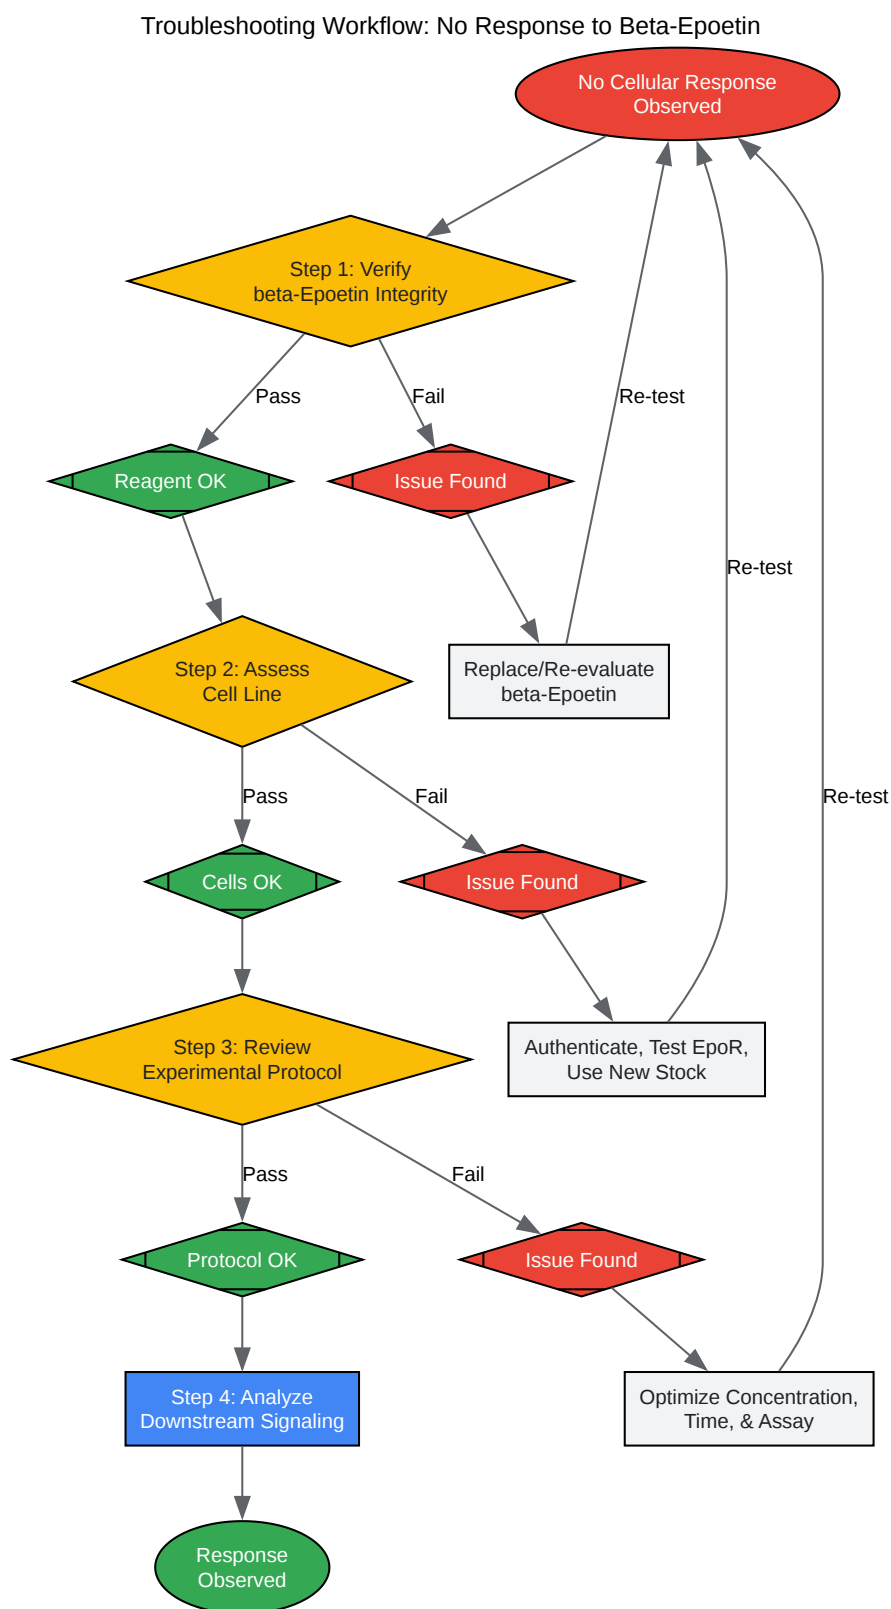 Troubleshooting Workflow: No Response to Beta-Epoetin
No Cellular Response
Observed
Step 1: Verify
beta-Epoetin Integrity
Pass
Fail
Re-test
Reagent OK
Issue Found
Re-test
Step 2: Assess
Cell Line
Replace/Re-evaluate
beta-Epoetin
Pass
Fail
Re-test
Cells OK
Issue Found
Step 3: Review
Experimental Protocol
Authenticate, Test EpoR,
Use New Stock
Pass
Fail
Protocol OK
Issue Found
Step 4: Analyze
Downstream Signaling
Optimize Concentration,
Time, & Assay
Response
Observed